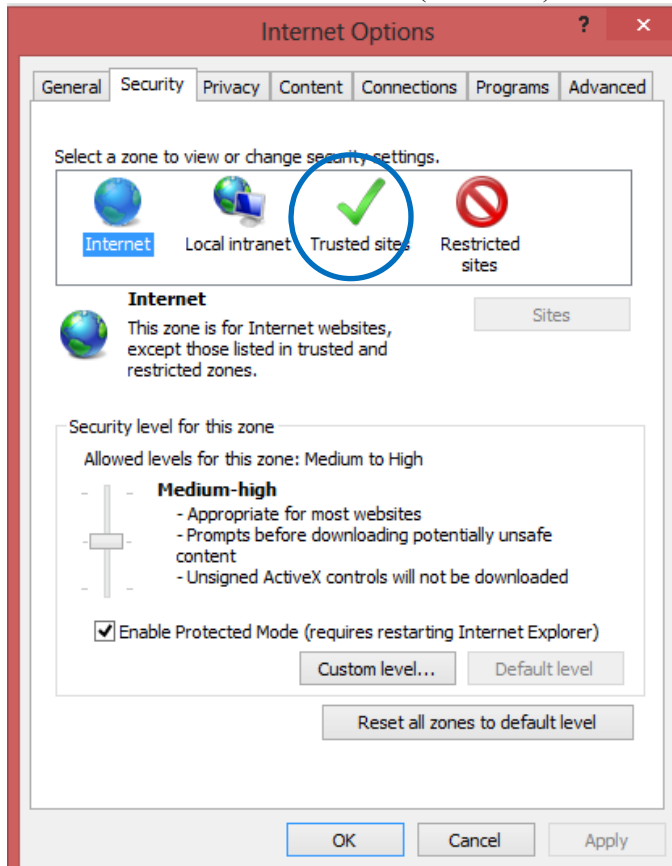 Internet Options ? ×
General Security Privacy Content Connections Programs Advanced
Select a zone to view or change security settings.
Internet Local intranet Trusted sites Restricted
sites
Internet
Sites
This zone is for Internet websites,
except those listed in trusted and
restricted zones.
Security level for this zone
Allowed levels for this zone: Medium to High
Medium-high
- Appropriate for most websites
- Prompts before downloading potentially unsafe
content
- Unsigned ActiveX controls will not be downloaded
Enable Protected Mode (requires restarting Internet Explorer)
Custom level... Default level
Reset all zones to default level
OK Cancel Apply